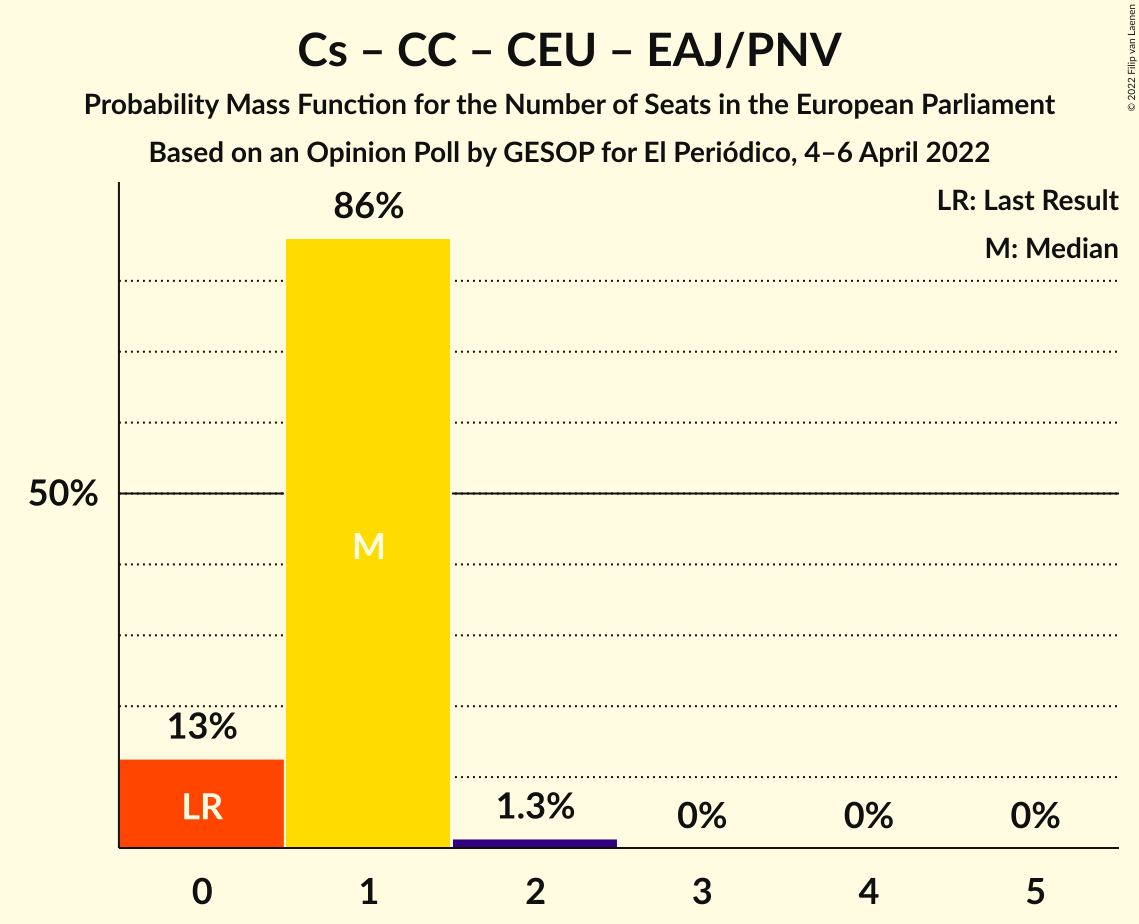 Cs – CC – CEU – EAJ/PNV
Probability Mass Function for the Number of Seats in the European Parliament
Based on an Opinion Poll by GESOP for El Periódico, 4–6 April 2022
© 2022 Filip van Laenen
LR: Last Result
M: Median
86%
50%
M
13%
LR
1.3%
0%
0%
0%
0
1
2
3
4
5